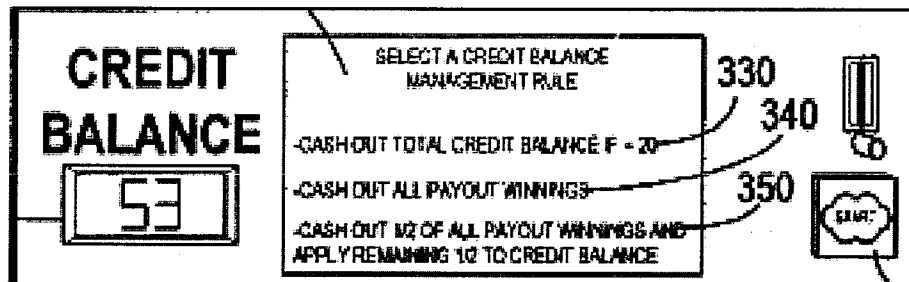 CREDIT
BALANCE
53
SELECT A CREDIT BALANCE
MANAGEMENT RULE
-CASH OUT TOTAL CREDIT BALANCE IF = 20
-CASH OUT ALL PAYOUT WINNINGS
-CASH OUT 1/2 OF ALL PAYOUT WINNINGS AND
APPLY REMAINING 1/2 TO CREDIT BALANCE
330
340
350
START